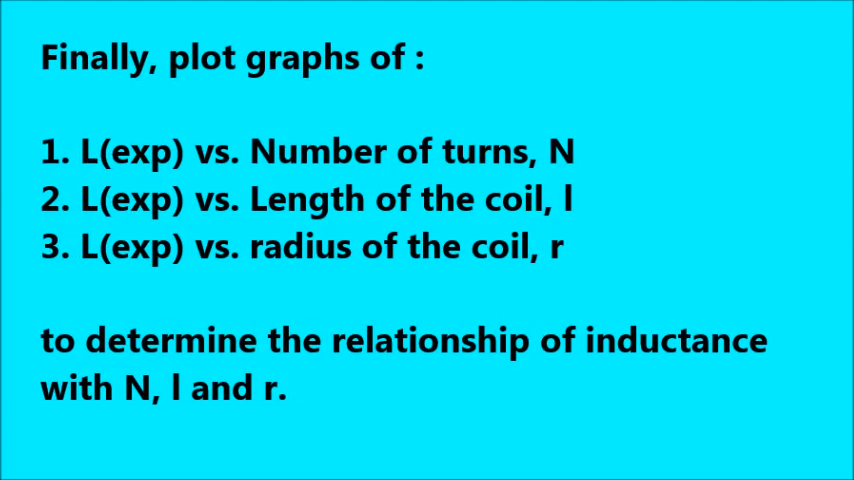 Finally, plot graphs of :
1. L(exp) vs. Number of turns, N
2. L(exp) vs. Length of the coil, l
3. L(exp) vs. radius of the coil, r
to determine the relationship of inductance
with N, l and r.